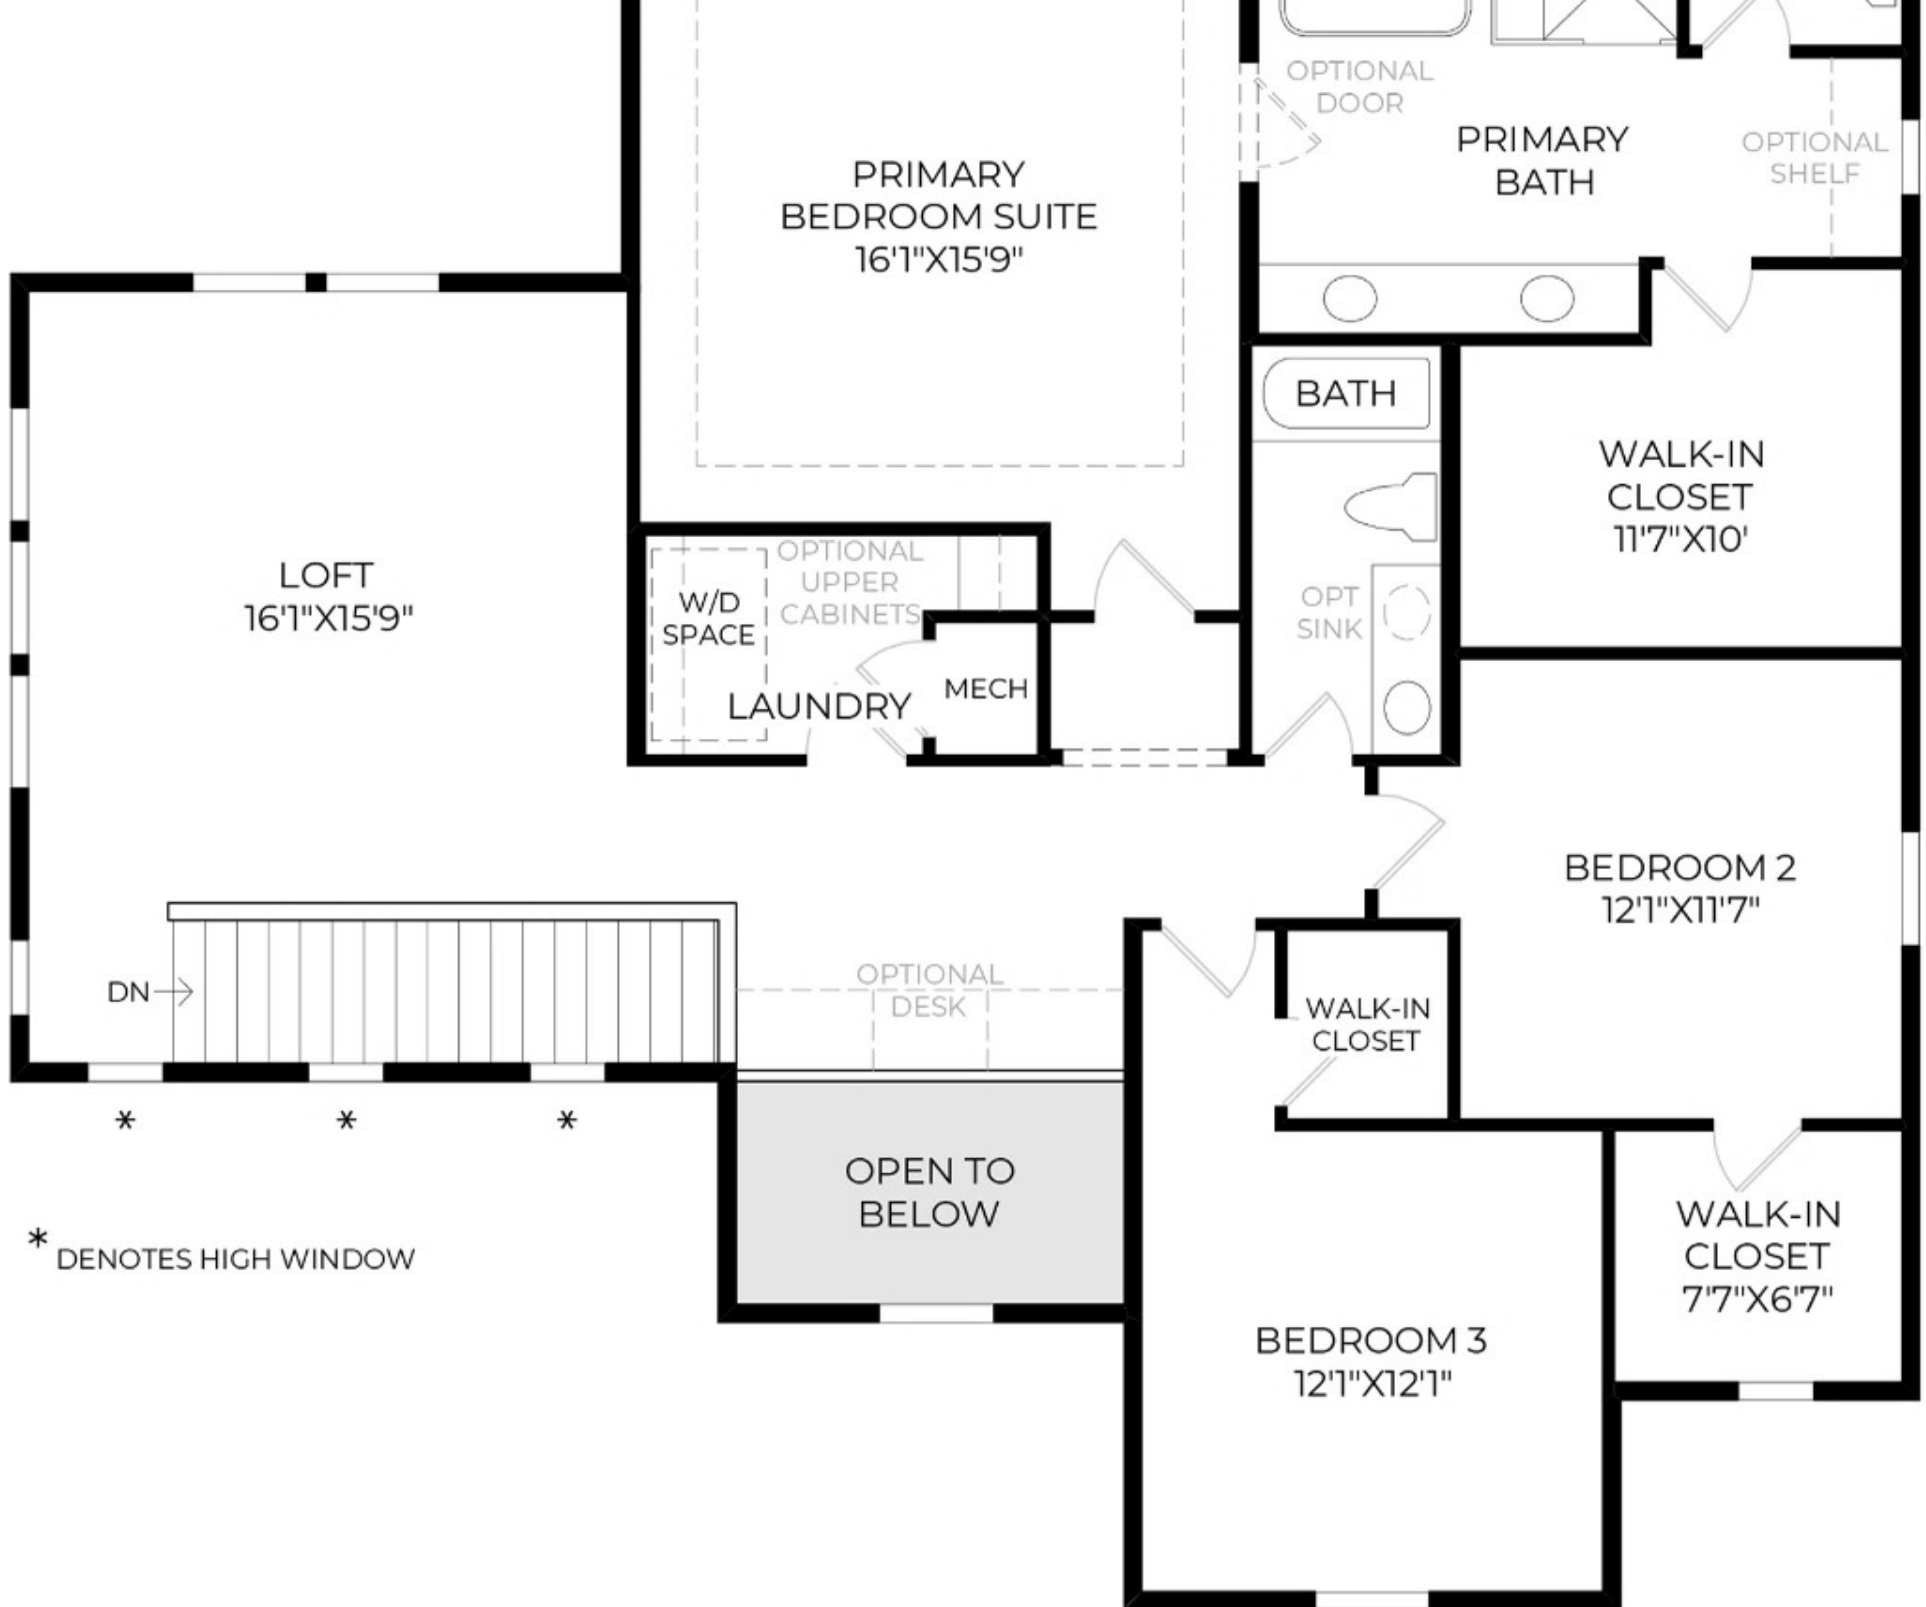 OPTIONAL
DOOR
PRIMARY
BATH
OPTIONAL
SHELF
PRIMARY
BEDROOM SUITE
16'1"X15'9"
BATH
WALK-IN
CLOSET
11'7"X10'
LOFT
16'1"X15'9"
OPTIONAL
UPPER
CABINETS
W/D
SPACE
LAUNDRY
MECH
OPT
SINK
BEDROOM 2
12'1"X11'7"
DN
OPTIONAL
DESK
WALK-IN
CLOSET
*
*
*
OPEN TO
BELOW
* DENOTES HIGH WINDOW
WALK-IN
CLOSET
7'7"X6'7"
BEDROOM 3
12'1"X12'1"